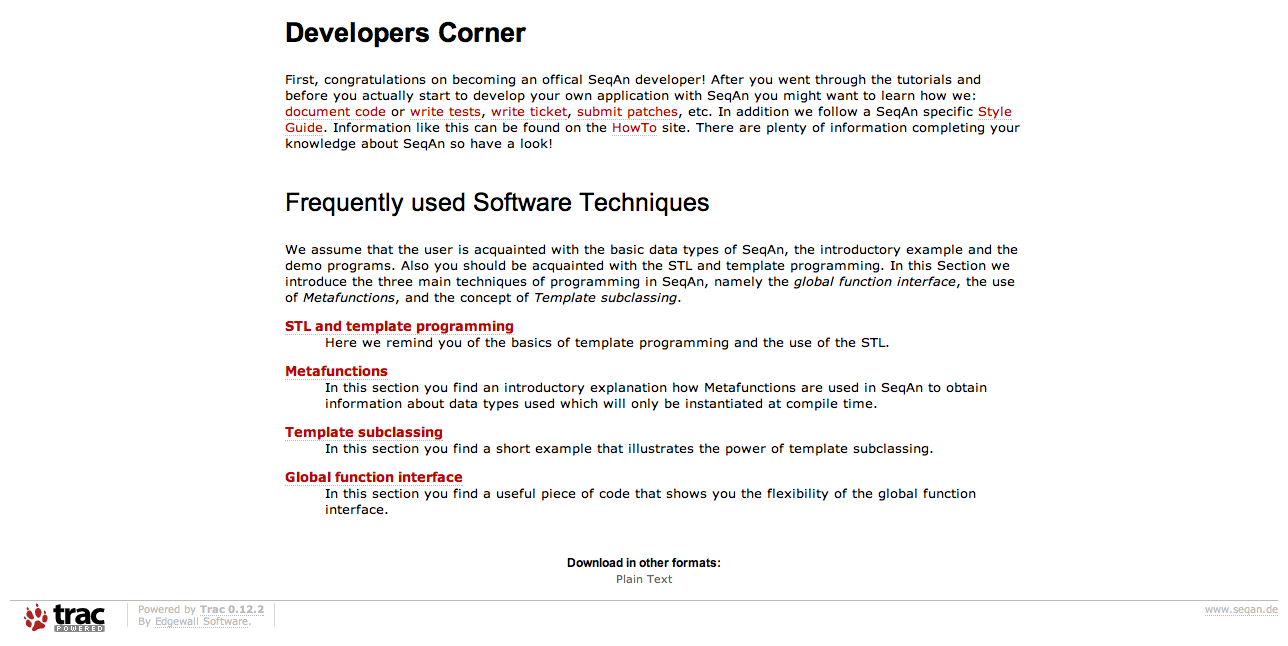 Developers Corner
First, congratulations on becoming an offical SeqAn developer! After you went through the tutorials and
before you actually start to develop your own application with SeqAn you might want to learn how we:
document code or write tests, write ticket, submit patches, etc. In addition we follow a SeqAn specific Style
Guide. Information like this can be found on the HowTo site. There are plenty of information completing your
knowledge about SeqAn so have a look!
Frequently used Software Techniques
We assume that the user is acquainted with the basic data types of SeqAn, the introductory example and the
demo programs. Also you should be acquainted with the STL and template programming. In this Section we
introduce the three main techniques of programming in SeqAn, namely the global function interface, the use
of Metafunctions, and the concept of Template subclassing.
STL and template programming
Here we remind you of the basics of template programming and the use of the STL.
Metafunctions
In this section you find an introductory explanation how Metafunctions are used in SeqAn to obtain
information about data types used which will only be instantiated at compile time.
Template subclassing
In this section you find a short example that illustrates the power of template subclassing.
Global function interface
In this section you find a useful piece of code that shows you the flexibility of the global function
interface.
Download in other formats:
Plain Text
trac
POWERED
Powered by Trac 0.12.2
By Edgewall Software.
www.seqan.de